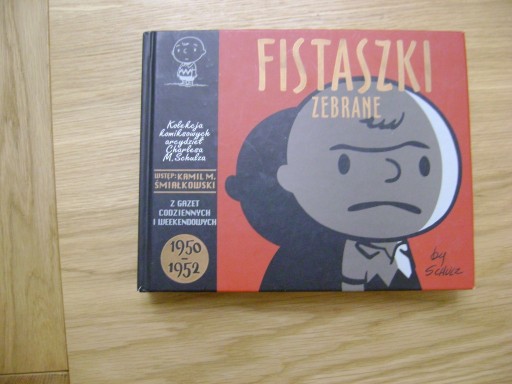 FISTASZKI
ZEBRANE
Kolekcja
komiksowych
arcydzieł
Charlesa
M. Schulza
WSTĘP: KAMIL M.
ŚMIAŁKOWSKI
Z GAZET
CODZIENNYCH
I WEEKENDOWYCH
1950
–
1952
by
SCHULZ